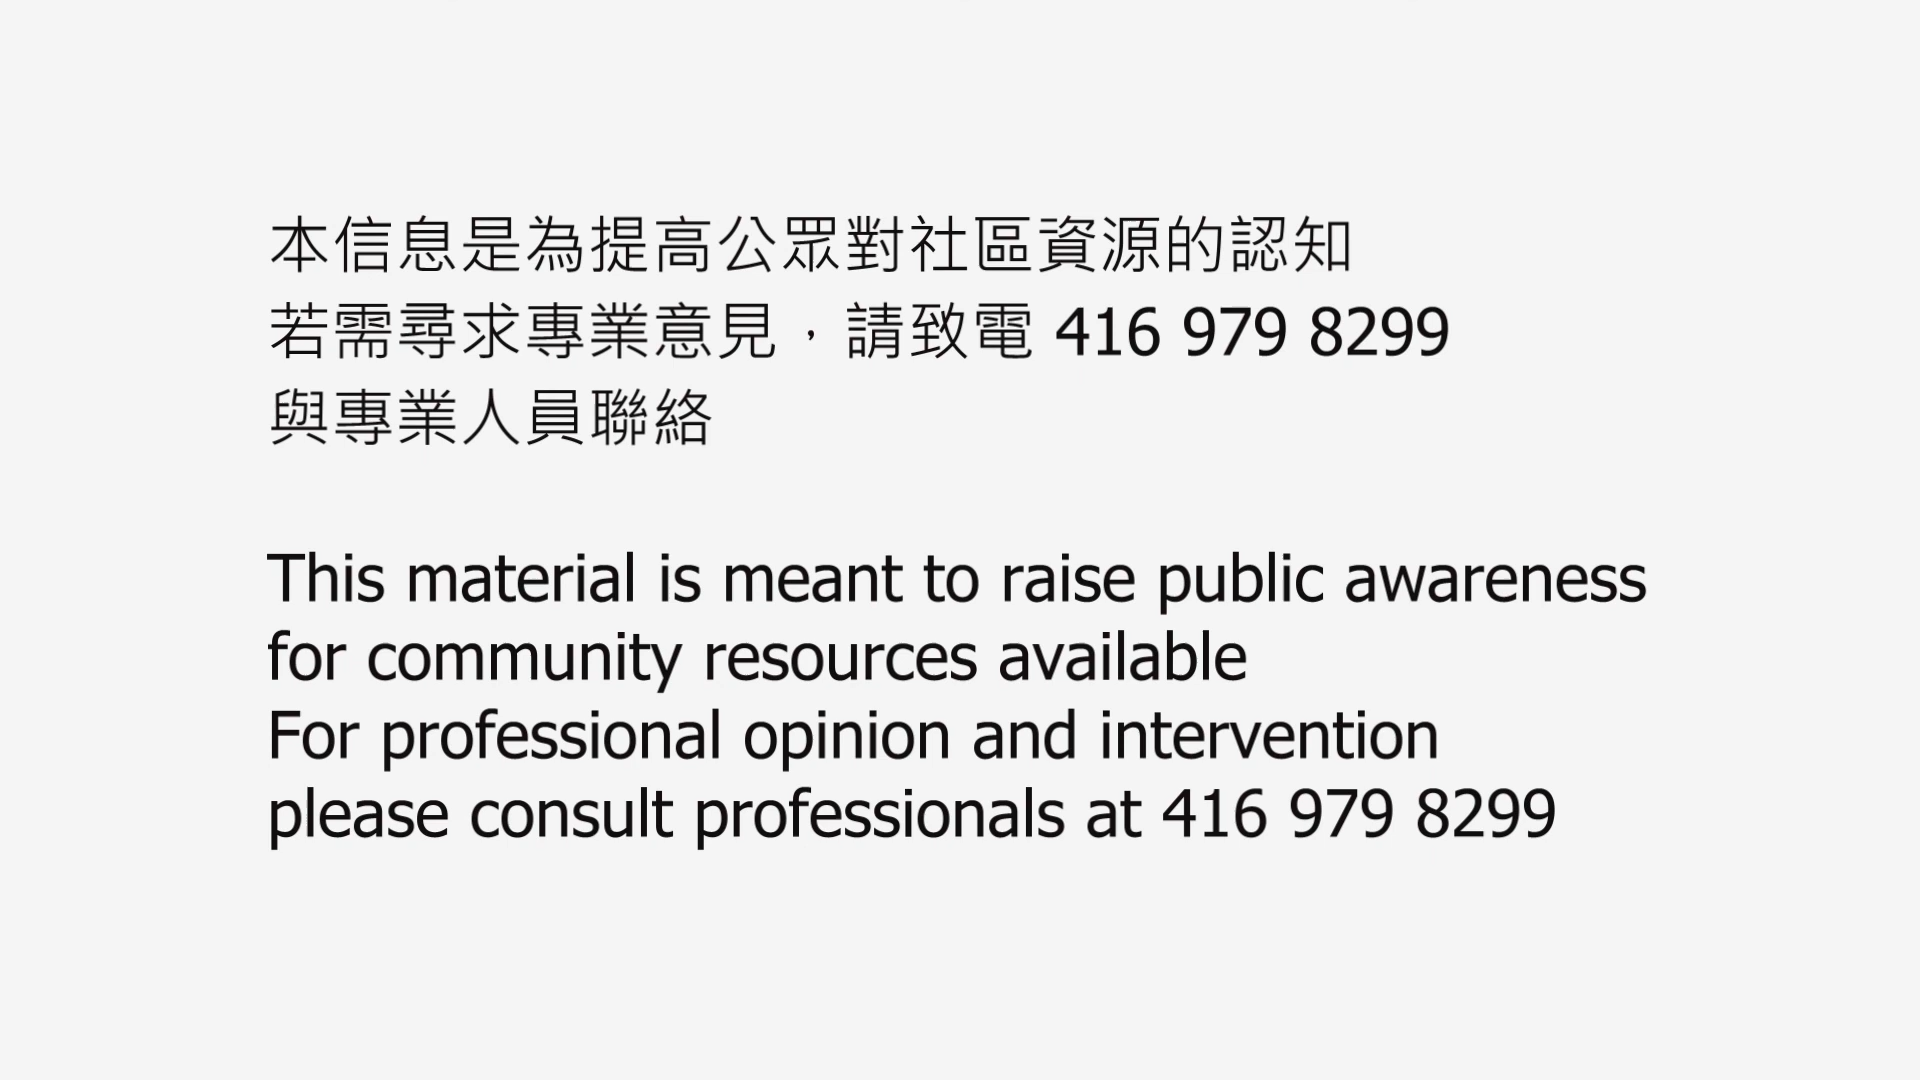 本信息是為提高公眾對社區資源的認知
若需尋求專業意見，請致電 416 979 8299
與專業人員聯絡
This material is meant to raise public awareness
for community resources available
For professional opinion and intervention
please consult professionals at 416 979 8299